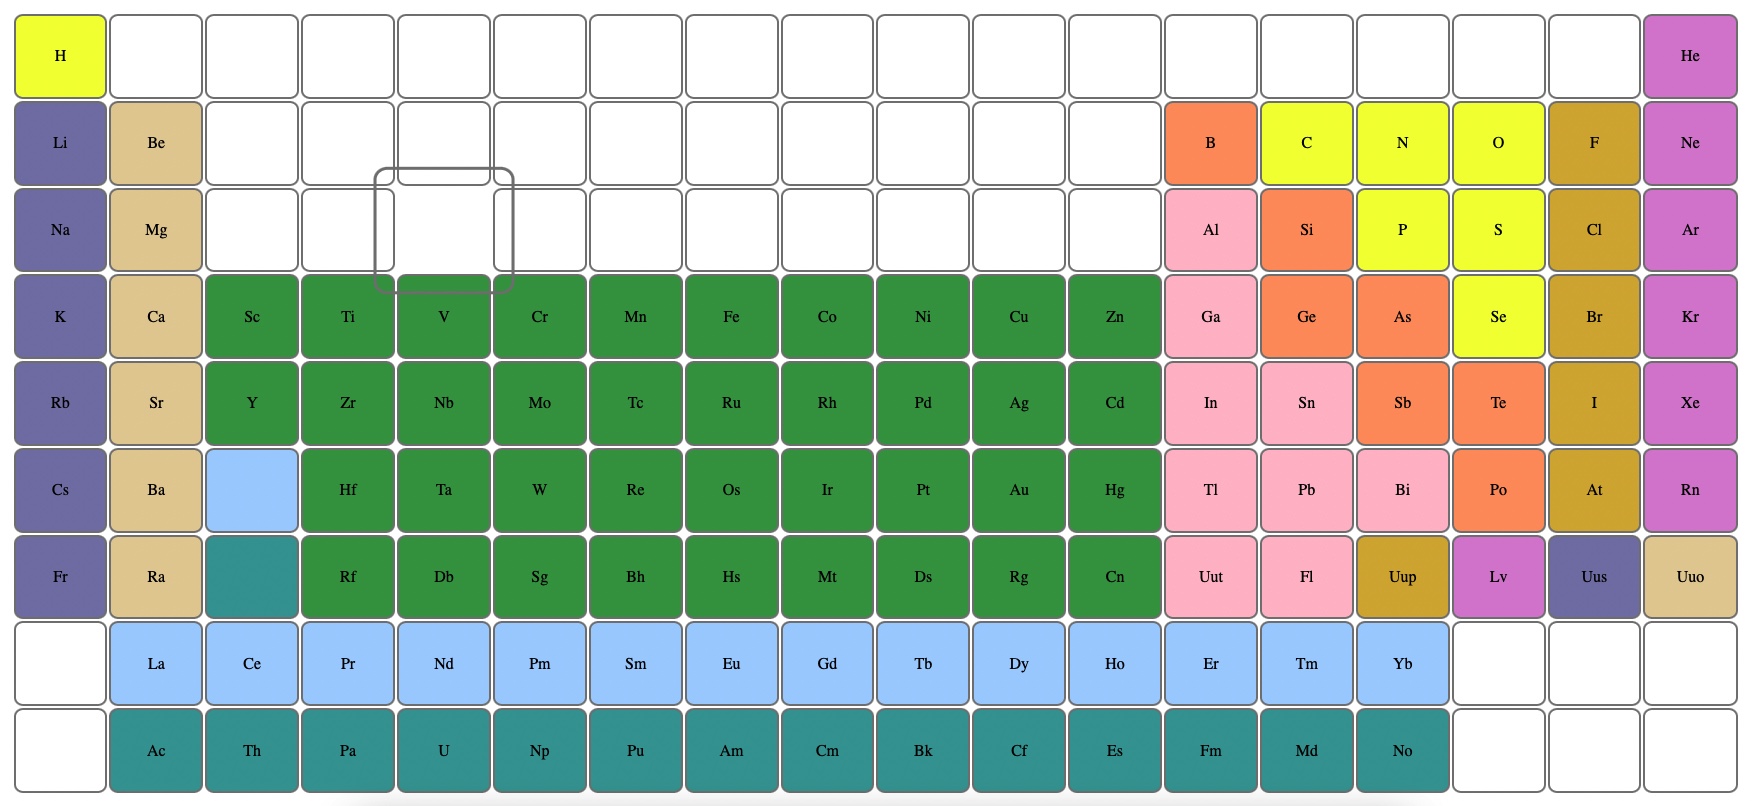 H He
Li Be B C N O F Ne
Na Mg Al Si P S Cl Ar
K Ca Sc Ti V Cr Mn Fe Co Ni Cu Zn Ga Ge As Se Br Kr
Rb Sr Y Zr Nb Mo Tc Ru Rh Pd Ag Cd In Sn Sb Te I Xe
Cs Ba Hf Ta W Re Os Ir Pt Au Hg Tl Pb Bi Po At Rn
Fr Ra Rf Db Sg Bh Hs Mt Ds Rg Cn Uut Fl Uup Lv Uus Uuo
La Ce Pr Nd Pm Sm Eu Gd Tb Dy Ho Er Tm Yb
Ac Th Pa U Np Pu Am Cm Bk Cf Es Fm Md No